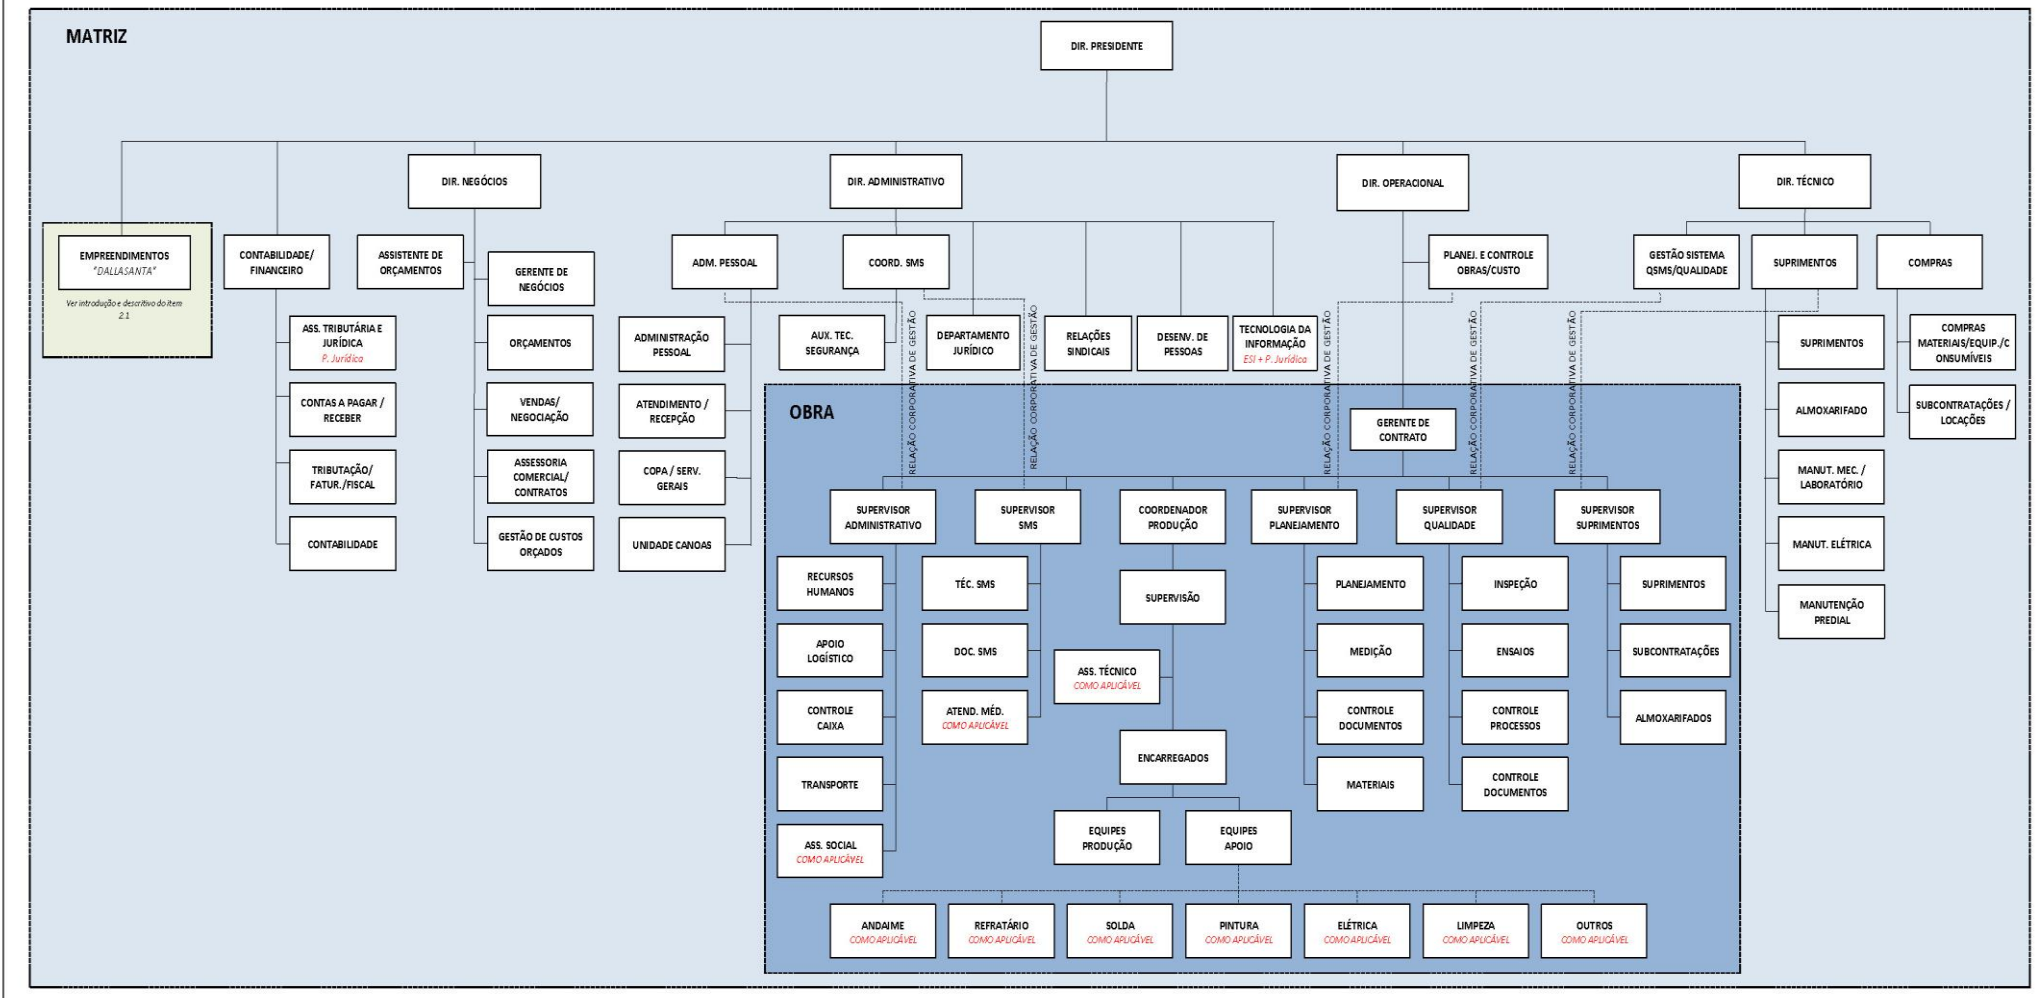 MATRIZ
DIR. PRESIDENTE
DIR. NEGÓCIOS
DIR. ADMINISTRATIVO
DIR. OPERACIONAL
DIR. TÉCNICO
EMPREENDIMENTOS
"DALLASANTA"
Ver introdução e descritivo do item
2.1
CONTABILIDADE/
FINANCEIRO
ASS. TRIBUTÁRIA E
JURÍDICA
P. Jurídica
CONTAS A PAGAR /
RECEBER
TRIBUTAÇÃO/
FATUR./FISCAL
CONTABILIDADE
ASSISTENTE DE
ORÇAMENTOS
GERENTE DE
NEGÓCIOS
ORÇAMENTOS
VENDAS/
NEGOCIAÇÃO
ASSESSORIA
COMERCIAL/
CONTRATOS
GESTÃO DE CUSTOS
ORÇADOS
ADM. PESSOAL
ADMINISTRAÇÃO
PESSOAL
ATENDIMENTO /
RECEPÇÃO
COPA / SERV.
GERAIS
UNIDADE CANOAS
COORD. SMS
AUX. TEC.
SEGURANÇA
DEPARTAMENTO
JURÍDICO
RELAÇÕES
SINDICAIS
DESENV. DE
PESSOAS
TECNOLOGIA DA
INFORMAÇÃO
ESI + P. Jurídica
PLANEJ. E CONTROLE
OBRAS/CUSTO
GESTÃO SISTEMA
QSMS/QUALIDADE
SUPRIMENTOS
COMPRAS
SUPRIMENTOS
ALMOXARIFADO
MANUT. MEC. /
LABORATÓRIO
MANUT. ELÉTRICA
MANUTENÇÃO
PREDIAL
COMPRAS
MATERIAIS/EQUIP./C
ONSUMÍVEIS
SUBCONTRATAÇÕES /
LOCAÇÕES
RELAÇÃO CORPORATIVA DE GESTÃO
RELAÇÃO CORPORATIVA DE GESTÃO
RELAÇÃO CORPORATIVA DE GESTÃO
RELAÇÃO CORPORATIVA DE GESTÃO
RELAÇÃO CORPORATIVA DE GESTÃO
OBRA
GERENTE DE
CONTRATO
SUPERVISOR
ADMINISTRATIVO
RECURSOS
HUMANOS
APOIO
LOGÍSTICO
CONTROLE
CAIXA
TRANSPORTE
ASS. SOCIAL
COMO APLICÁVEL
SUPERVISOR
SMS
TÉC. SMS
DOC. SMS
ATEND. MÉD.
COMO APLICÁVEL
COORDENADOR
PRODUÇÃO
SUPERVISÃO
ASS. TÉCNICO
COMO APLICÁVEL
ENCARREGADOS
EQUIPES
PRODUÇÃO
EQUIPES
APOIO
SUPERVISOR
PLANEJAMENTO
PLANEJAMENTO
MEDIÇÃO
CONTROLE
DOCUMENTOS
MATERIAIS
SUPERVISOR
QUALIDADE
INSPEÇÃO
ENSAIOS
CONTROLE
PROCESSOS
CONTROLE
DOCUMENTOS
SUPERVISOR
SUPRIMENTOS
SUPRIMENTOS
SUBCONTRATAÇÕES
ALMOXARIFADOS
ANDAIME
COMO APLICÁVEL
REFRATÁRIO
COMO APLICÁVEL
SOLDA
COMO APLICÁVEL
PINTURA
COMO APLICÁVEL
ELÉTRICA
COMO APLICÁVEL
LIMPEZA
COMO APLICÁVEL
OUTROS
COMO APLICÁVEL